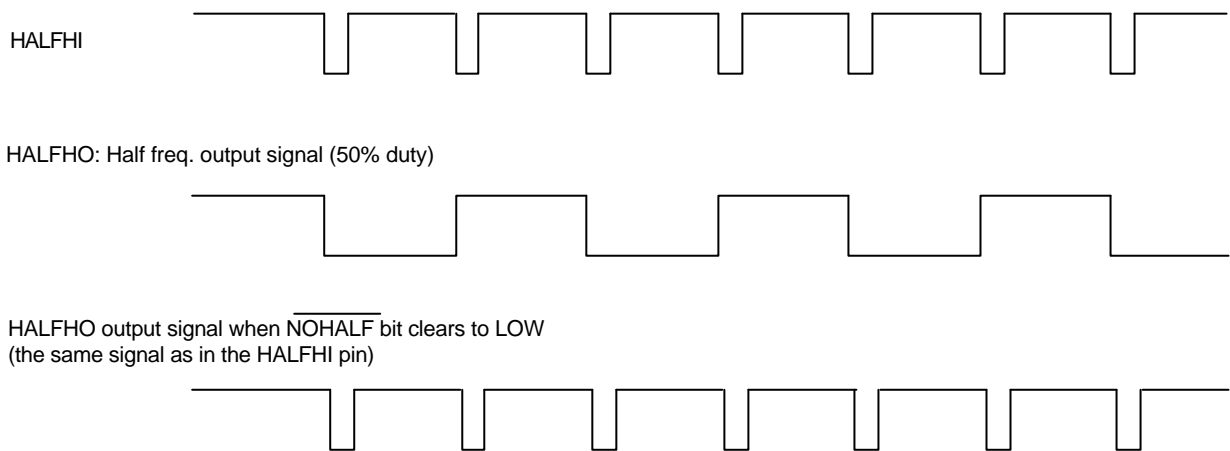 HALFHI
HALFHO: Half freq. output signal (50% duty)
HALFHO output signal when NOHALF bit clears to LOW
(the same signal as in the HALFHI pin)